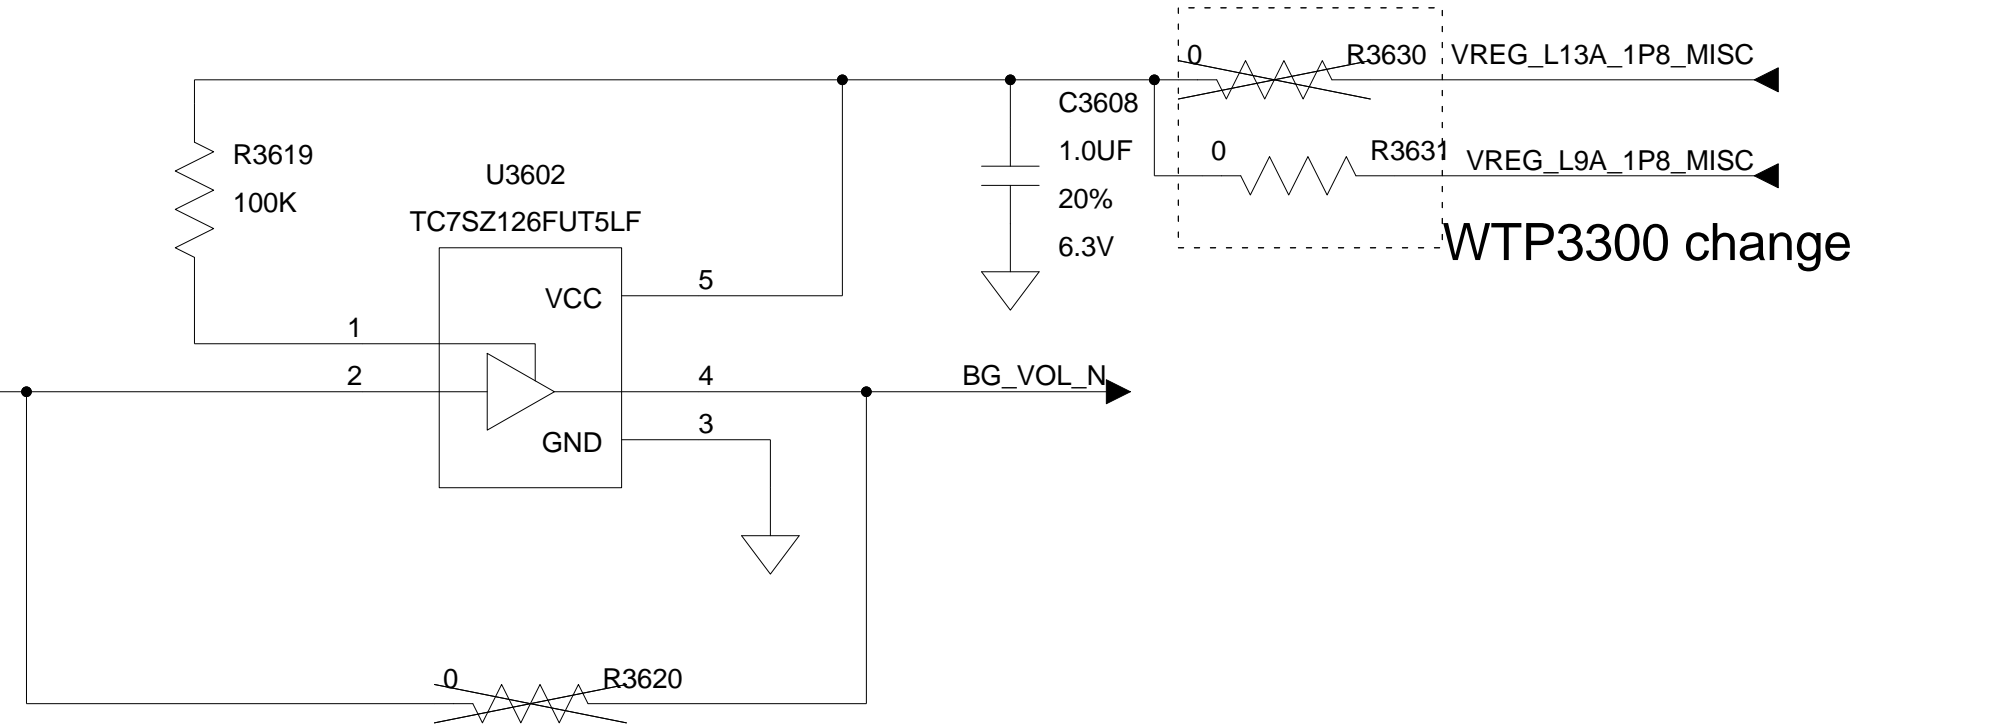 0 R3630 VREG_L13A_1P8_MISC
C3608
R3619
1.0UF
0 R3631 VREG_L9A_1P8_MISC
U3602
100K
20%
TC7SZ126FUT5LF
6.3V
WTP3300 change
5
VCC
1
2
4
BG_VOL_N
3
GND
0 R3620